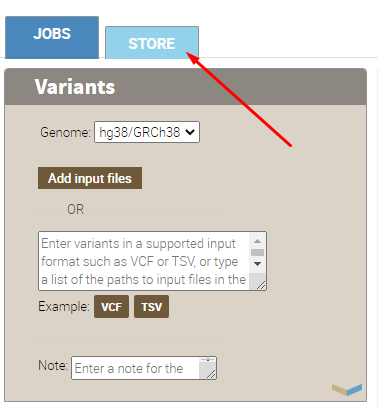 JOBS
STORE
Variants
Genome: hg38/GRCh38
Add input files
OR
Enter variants in a supported input
format such as VCF or TSV, or type
a list of the paths to input files in the
Example: VCF TSV
Note: Enter a note for the